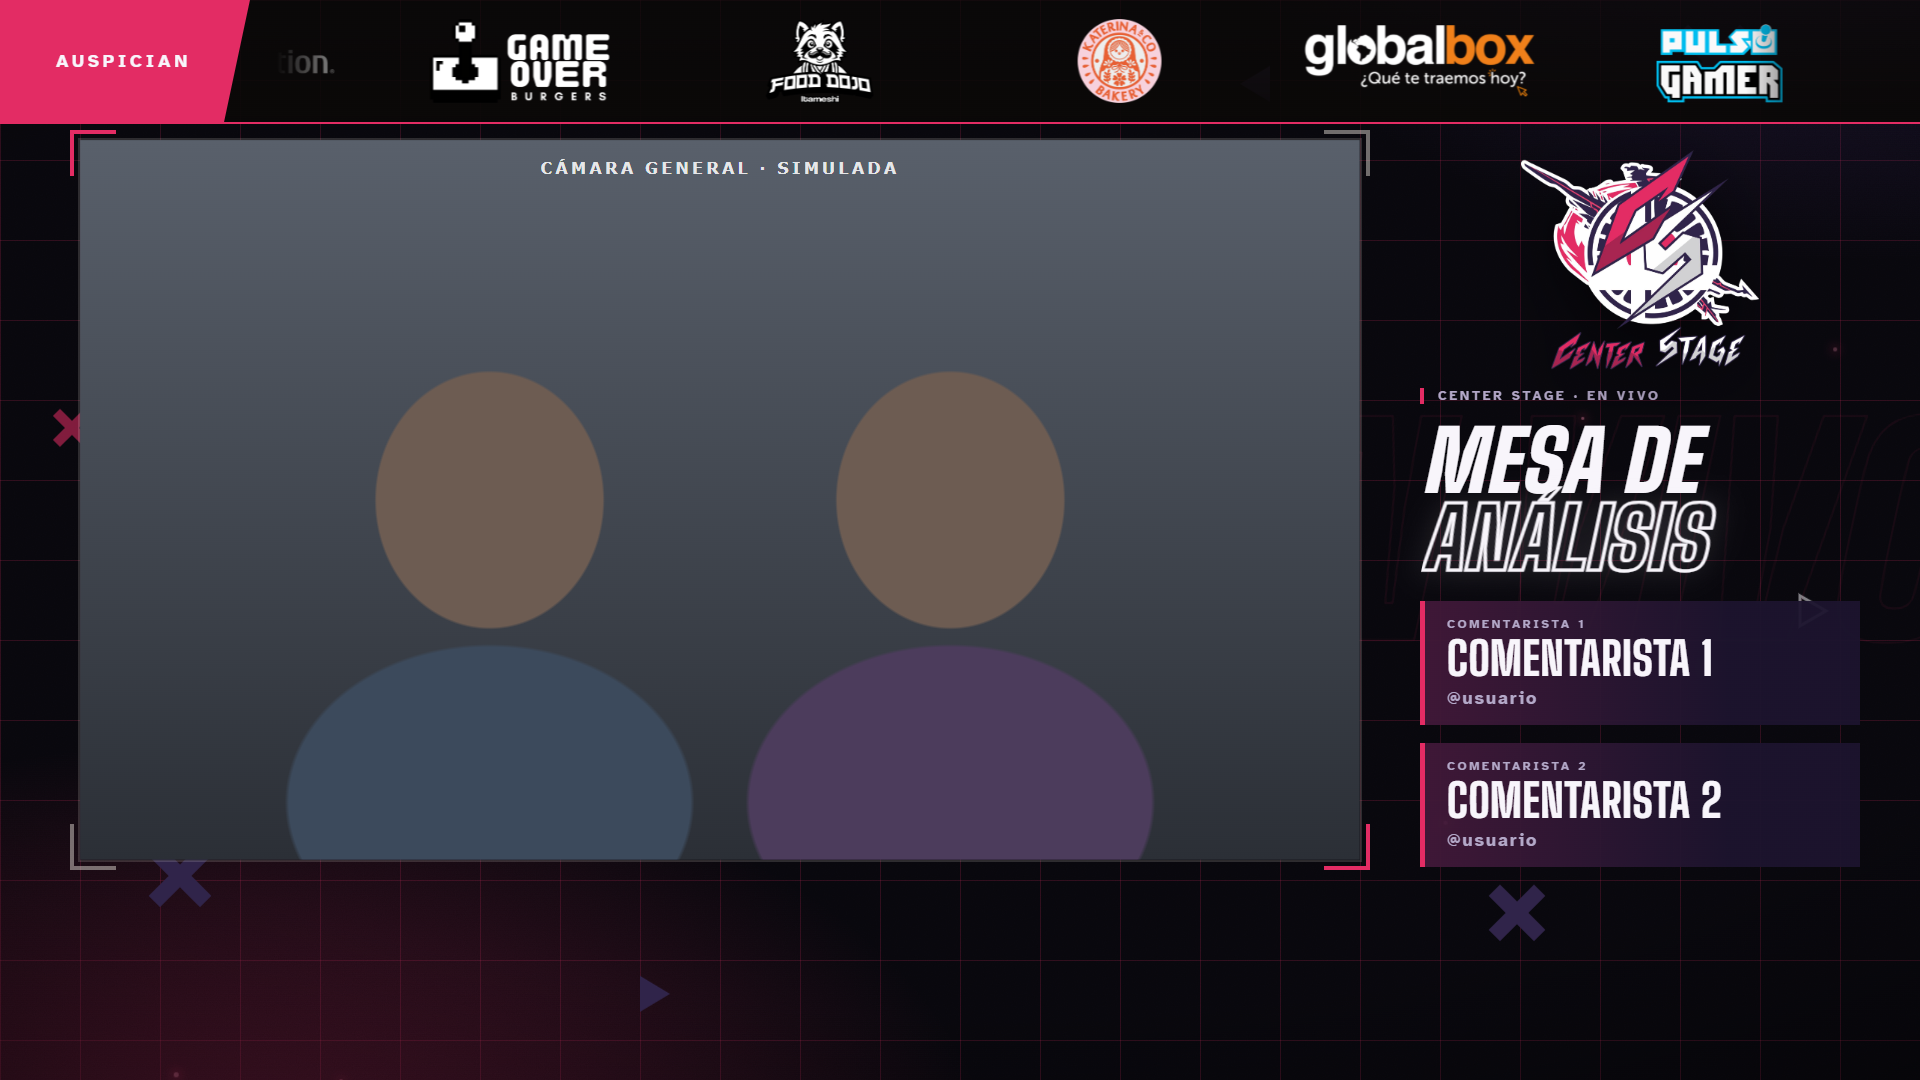 AUSPICIAN
tion.
GAME
OVER
BURGERS
FOOD DOJO
Itameshi
KATERINA & CO
BAKERY
globalbox
¿Qué te traemos hoy?
PULSO
GAMER
CÁMARA GENERAL · SIMULADA
CENTER STAGE
CENTER STAGE · EN VIVO
MESA DE
ANÁLISIS
COMENTARISTA 1
COMENTARISTA 1
@usuario
COMENTARISTA 2
COMENTARISTA 2
@usuario